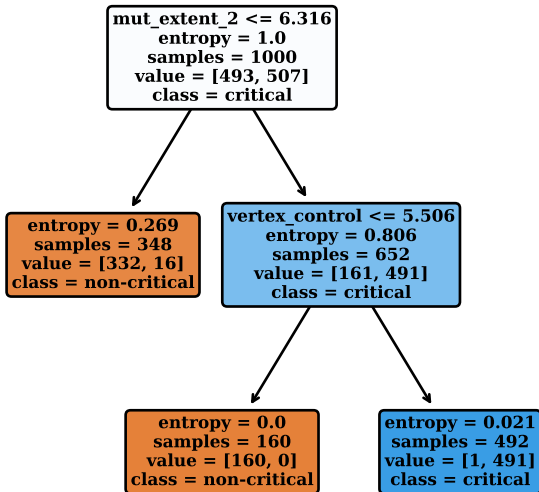 mut_extent_2 <= 6.316
entropy = 1.0
samples = 1000
value = [493, 507]
class = critical
entropy = 0.269
samples = 348
value = [332, 16]
class = non-critical
vertex_control <= 5.506
entropy = 0.806
samples = 652
value = [161, 491]
class = critical
entropy = 0.0
samples = 160
value = [160, 0]
class = non-critical
entropy = 0.021
samples = 492
value = [1, 491]
class = critical